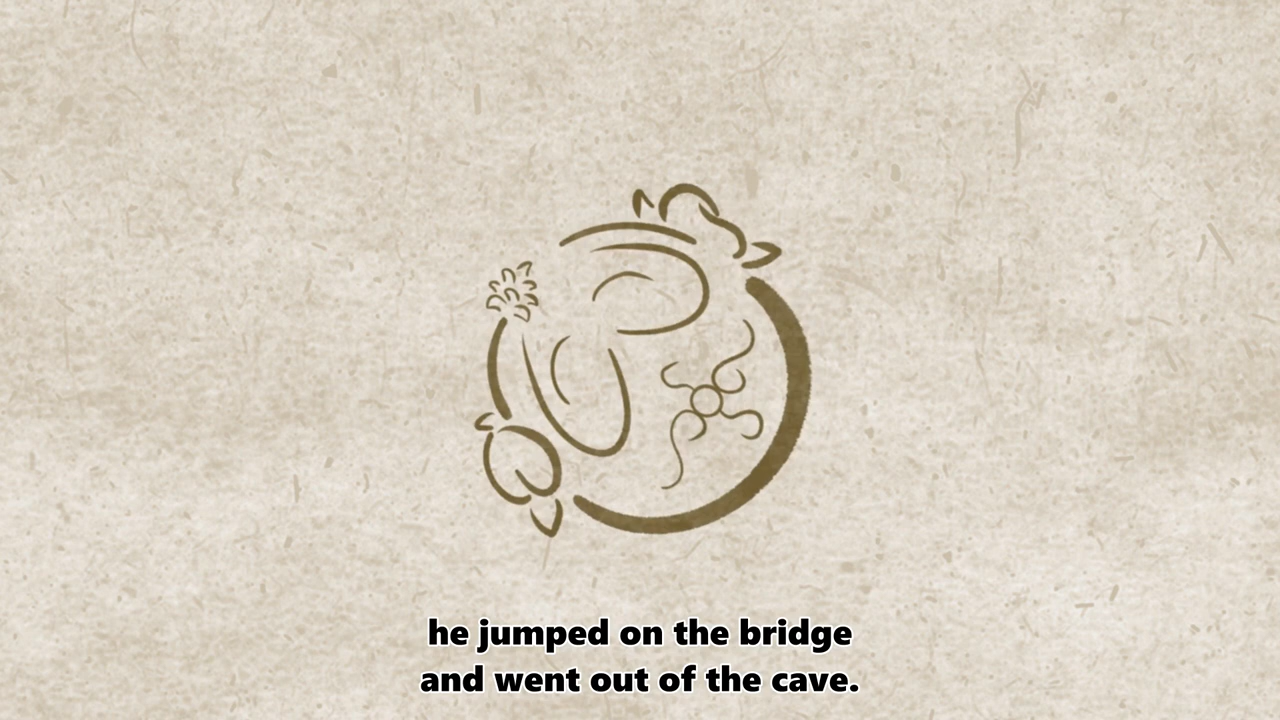 he jumped on the bridge
and went out of the cave.